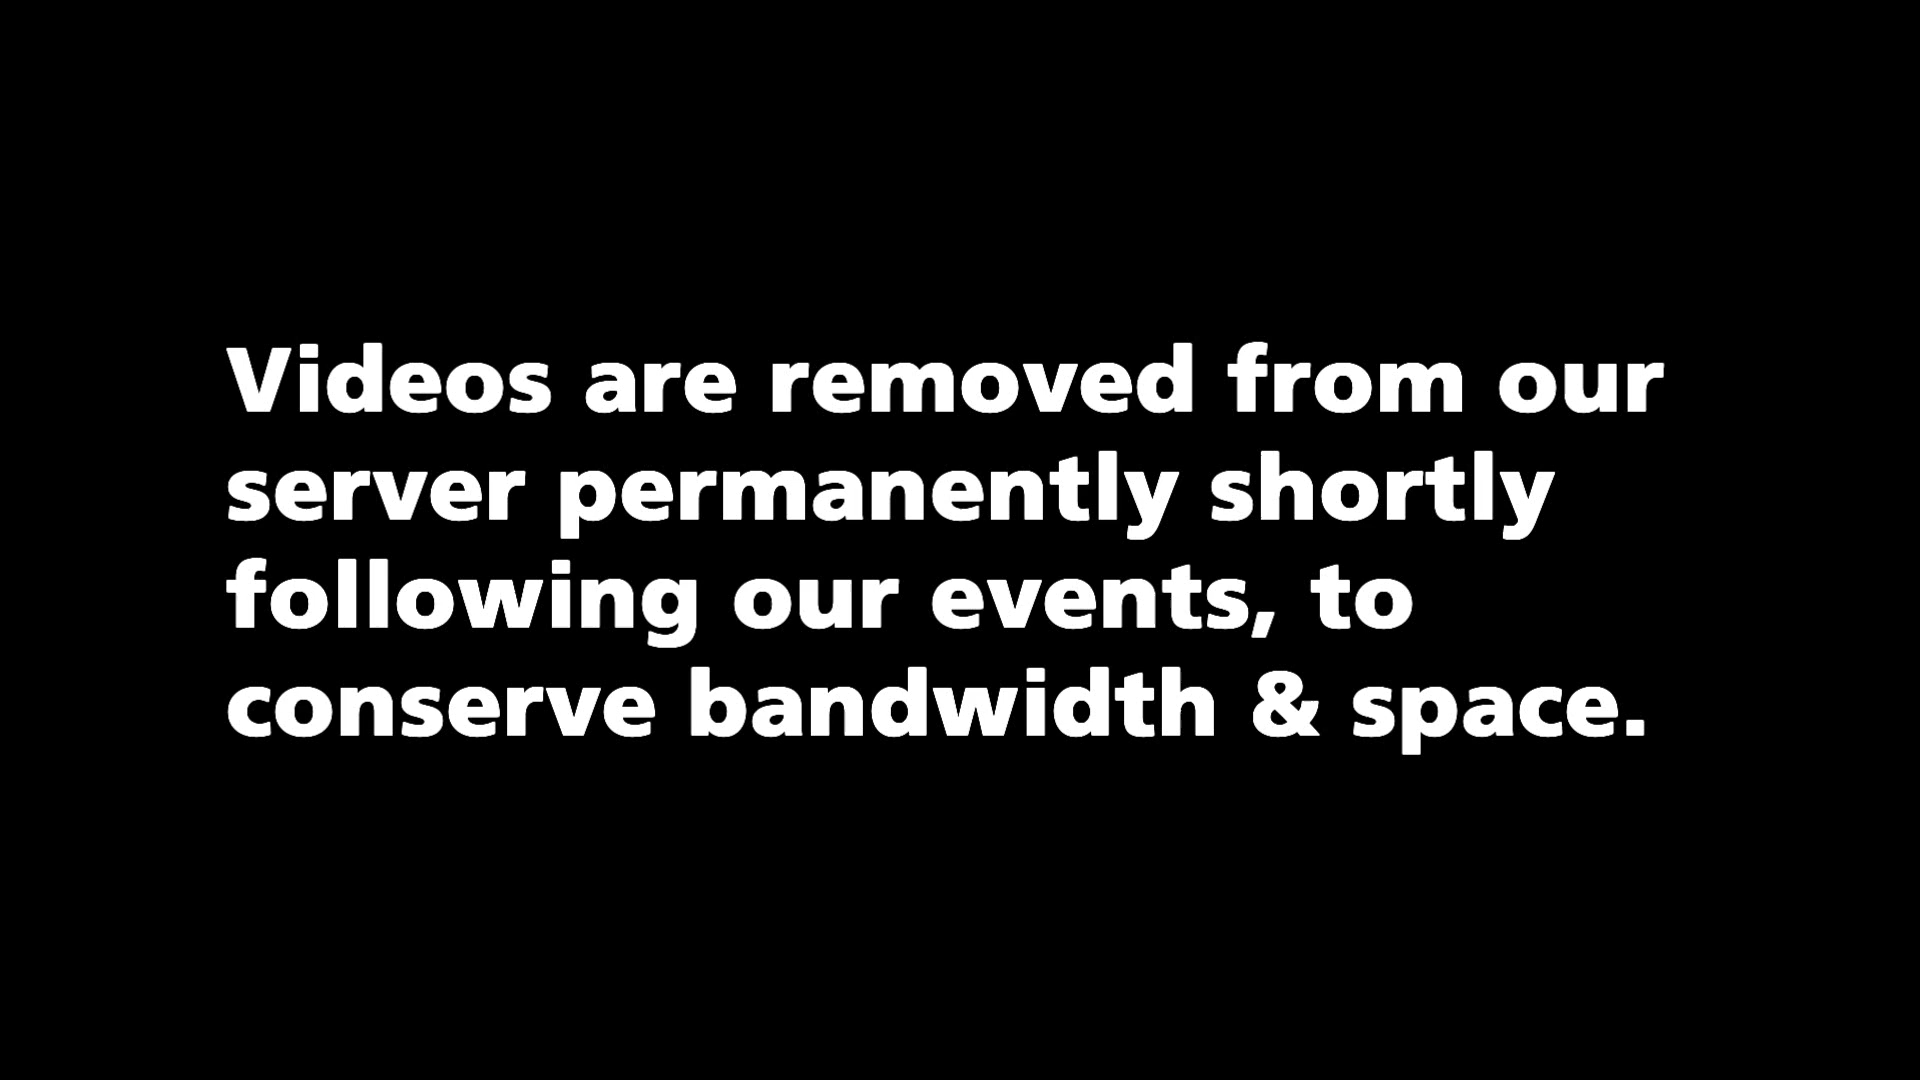 Videos are removed from our
server permanently shortly
following our events, to
conserve bandwidth & space.